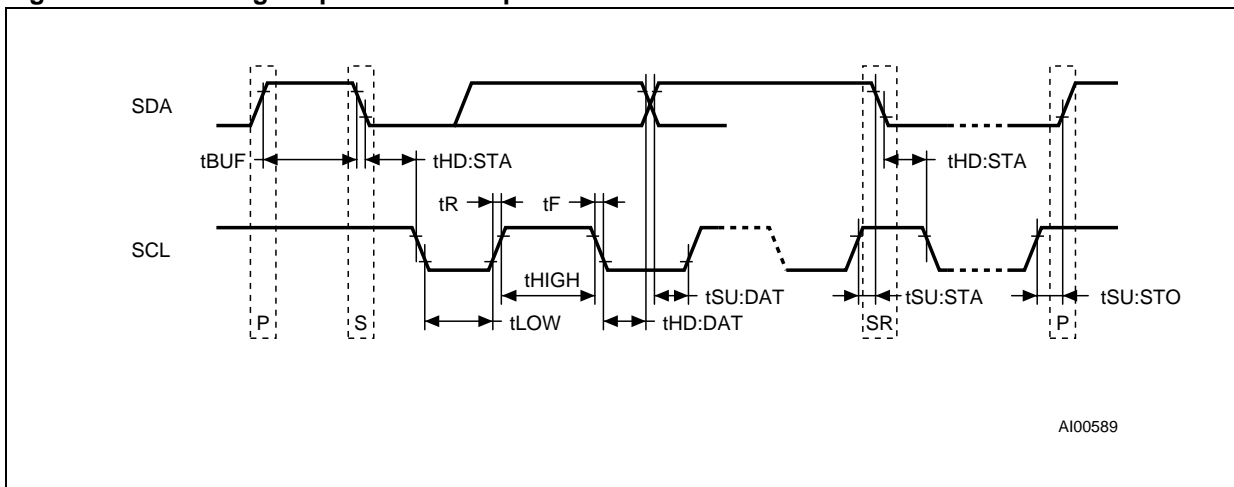 SDA
tBUF
tHD:STA
tHD:STA
tR
tF
SCL
tHIGH
tSU:DAT
tSU:STA
tSU:STO
P
S
tLOW
tHD:DAT
SR
P
AI00589